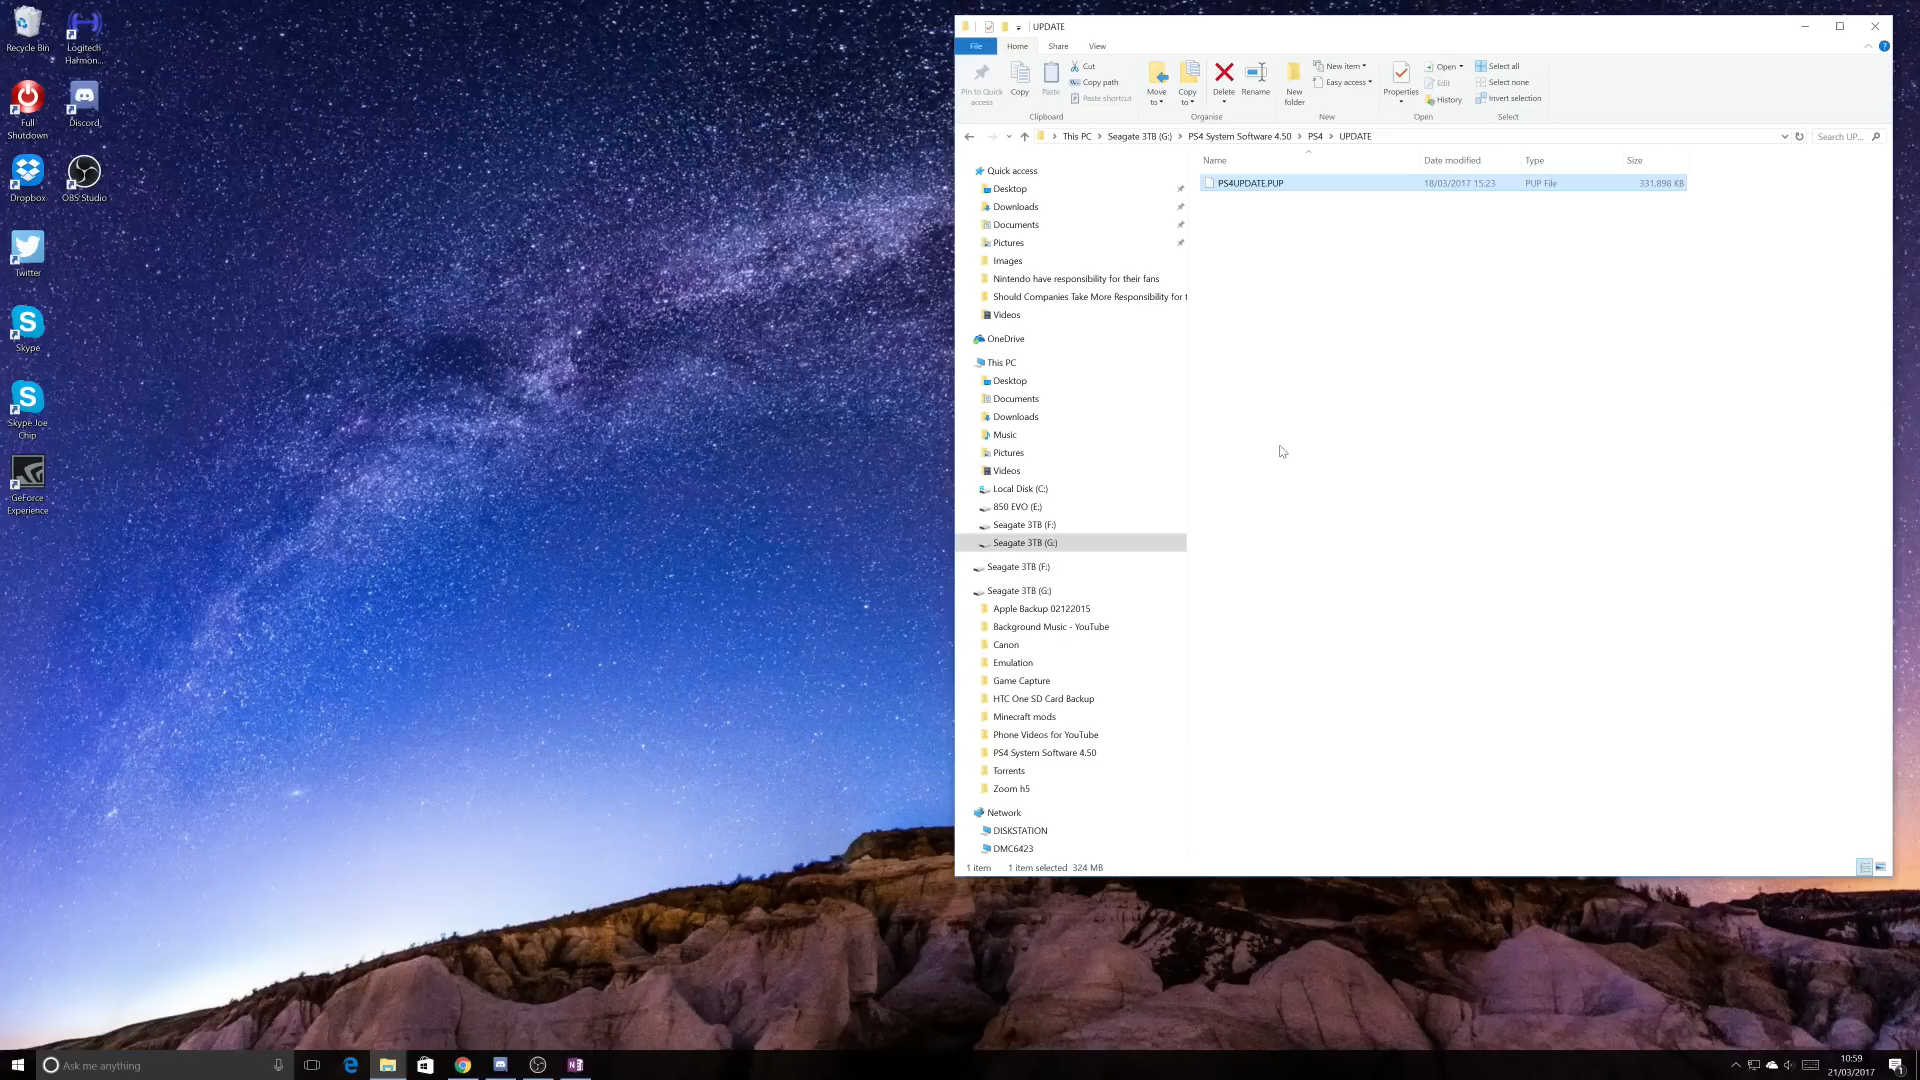 Recycle Bin
Logitech
Harmon...
Full
Shutdown
Discord
Dropbox
OBS Studio
Twitter
Skype
Skype Joe
Chip
GeForce
Experience
UPDATE
File
Home
Share
View
Pin to Quick
access
Copy
Paste
Cut
Copy path
Paste shortcut
Clipboard
Move
to
Copy
to
Delete
Rename
Organise
New
folder
New item
Easy access
New
Properties
Open
Edit
History
Open
Select all
Select none
Invert selection
Select
This PC
Seagate 3TB (G:)
PS4 System Software 4.50
PS4
UPDATE
Search UP...
Name
Date modified
Type
Size
PS4UPDATE.PUP
18/03/2017 15:23
PUP File
331,898 KB
Quick access
Desktop
Downloads
Documents
Pictures
Images
Nintendo have responsibility for their fans
Should Companies Take More Responsibility for t
Videos
OneDrive
This PC
Desktop
Documents
Downloads
Music
Pictures
Videos
Local Disk (C:)
850 EVO (E:)
Seagate 3TB (F:)
Seagate 3TB (G:)
Seagate 3TB (F:)
Seagate 3TB (G:)
Apple Backup 02122015
Background Music - YouTube
Canon
Emulation
Game Capture
HTC One SD Card Backup
Minecraft mods
Phone Videos for YouTube
PS4 System Software 4.50
Torrents
Zoom h5
Network
DISKSTATION
DMC6423
1 item
1 item selected 324 MB
Ask me anything
10:59
21/03/2017